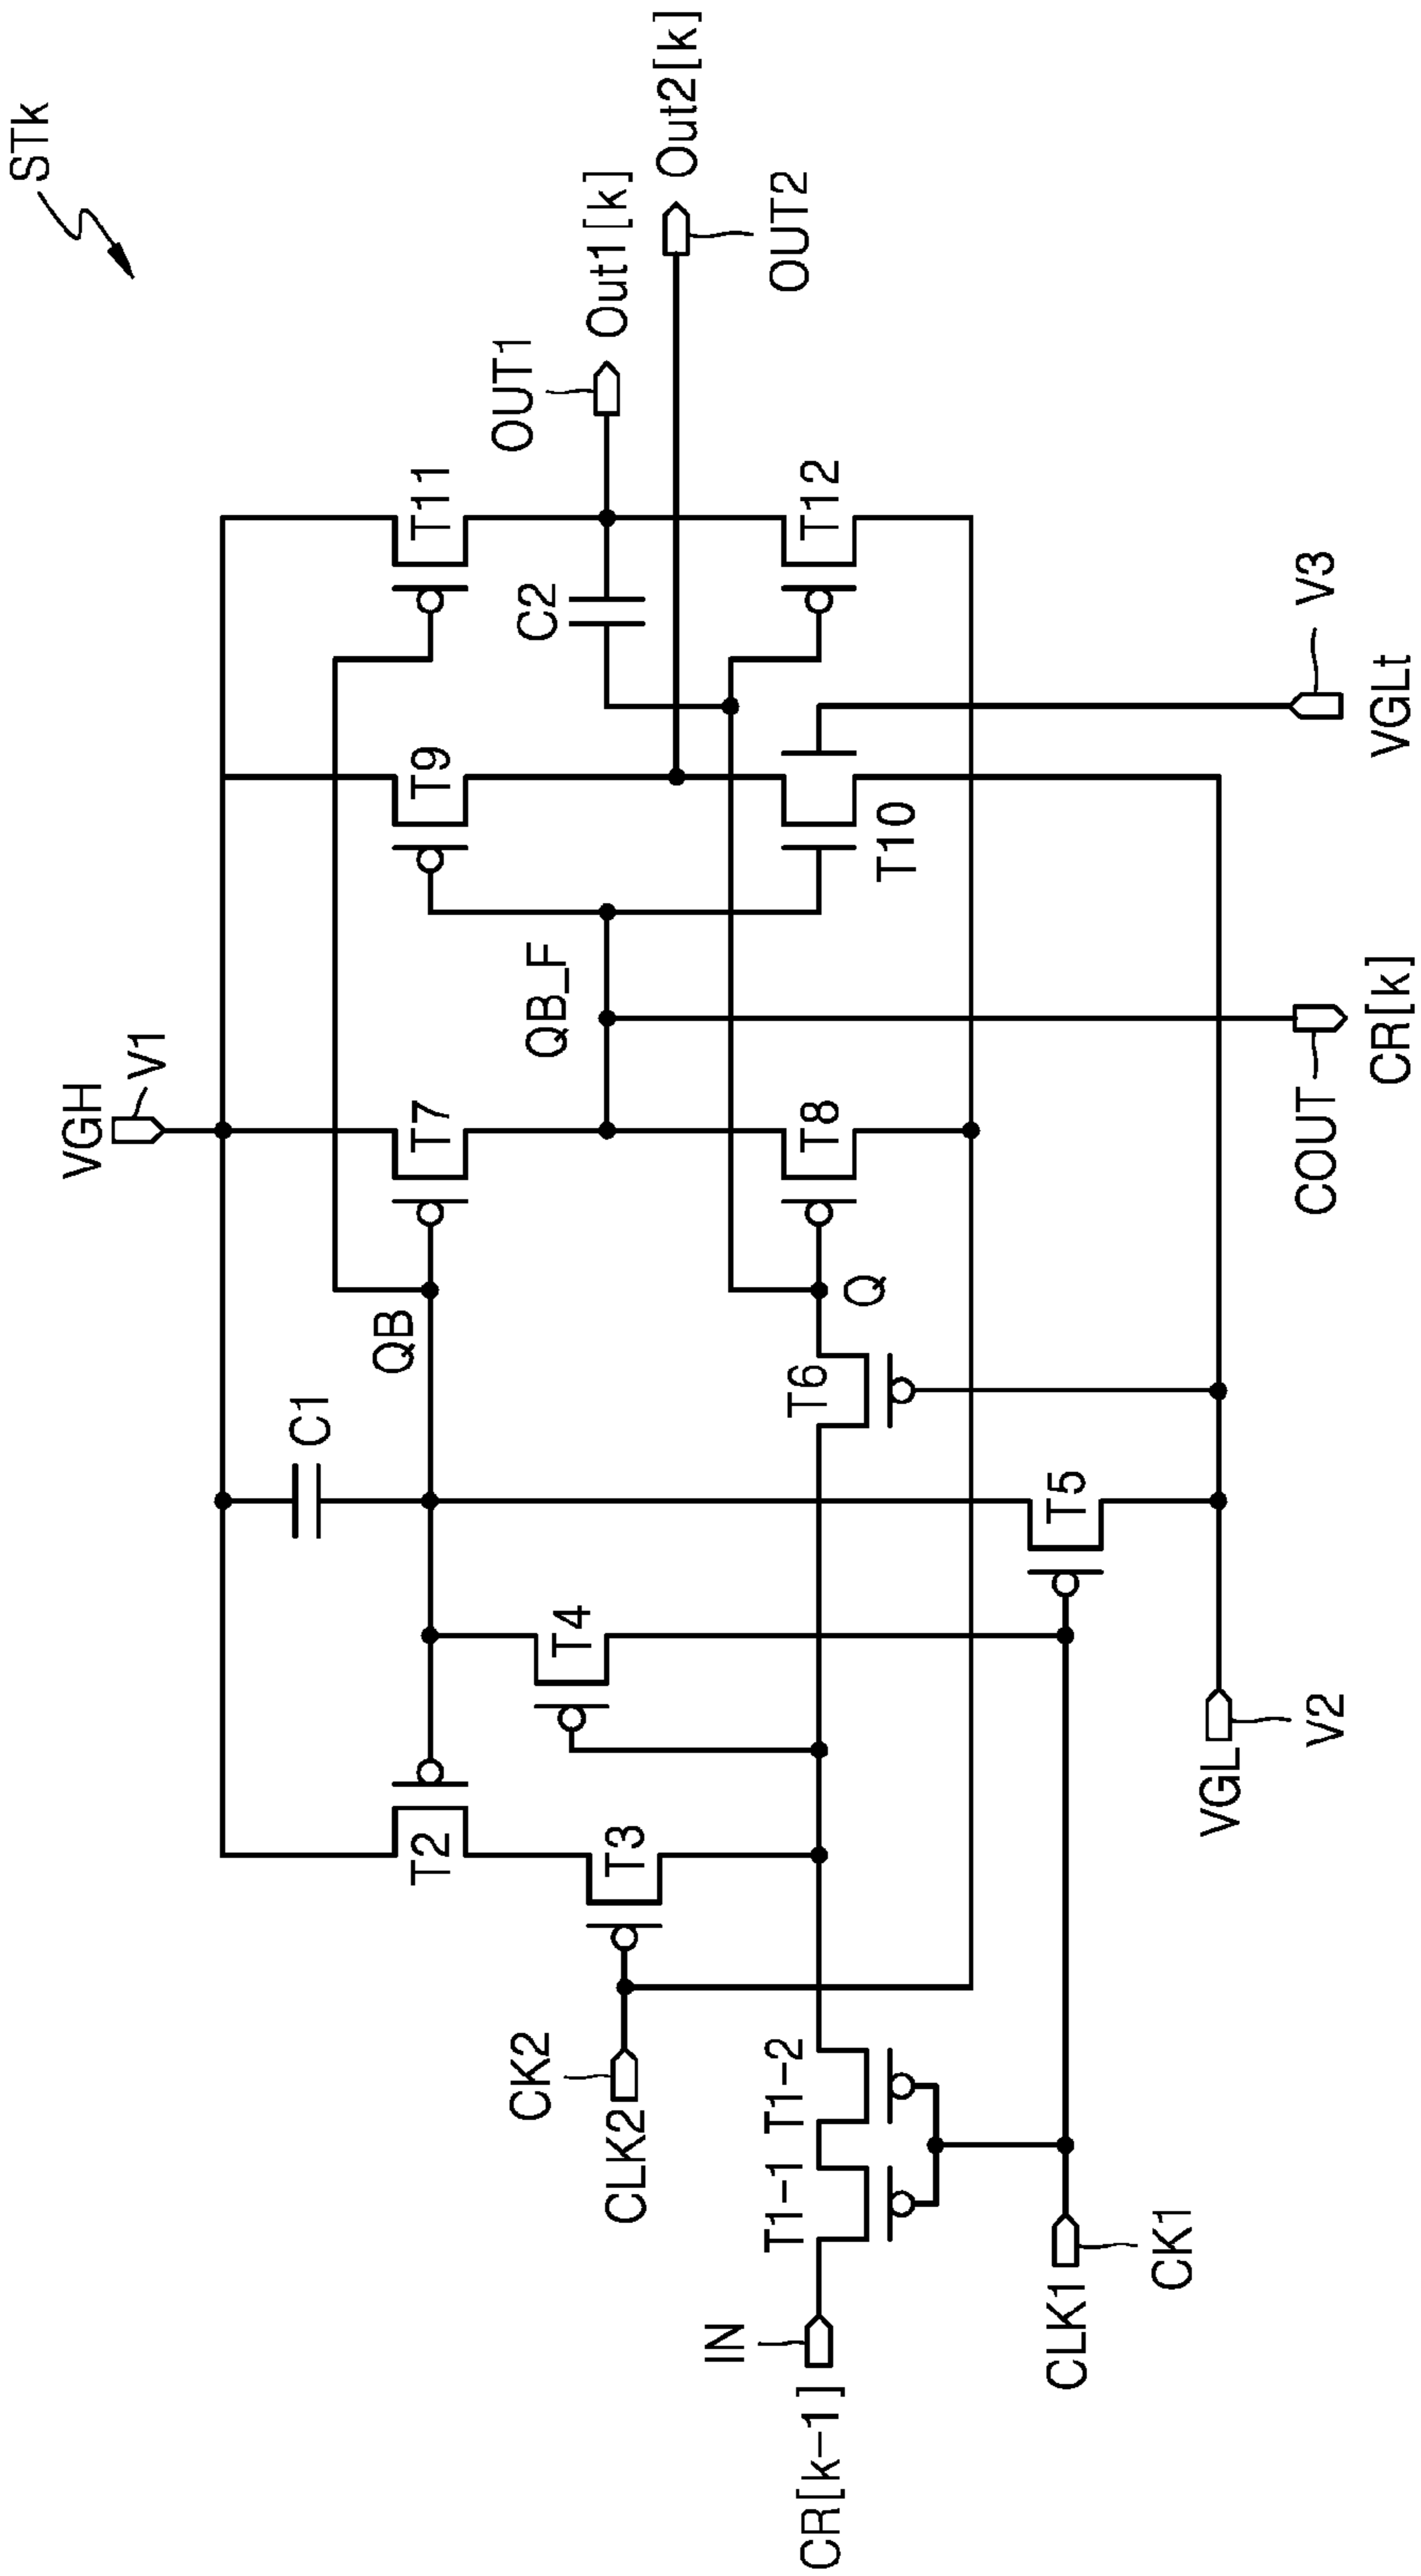 STk
VGH
V1
C1
QB
T2
T7
T9
T11
OUT1
Out1[k]
Out2[k]
OUT2
CK2
CLK2
T3
T4
QB_F
C2
IN
CR[k-1]
T1-1
T1-2
T6
Q
T8
T10
T12
CLK1
CK1
T5
VGL
V2
COUT
CR[k]
V3
VGLt